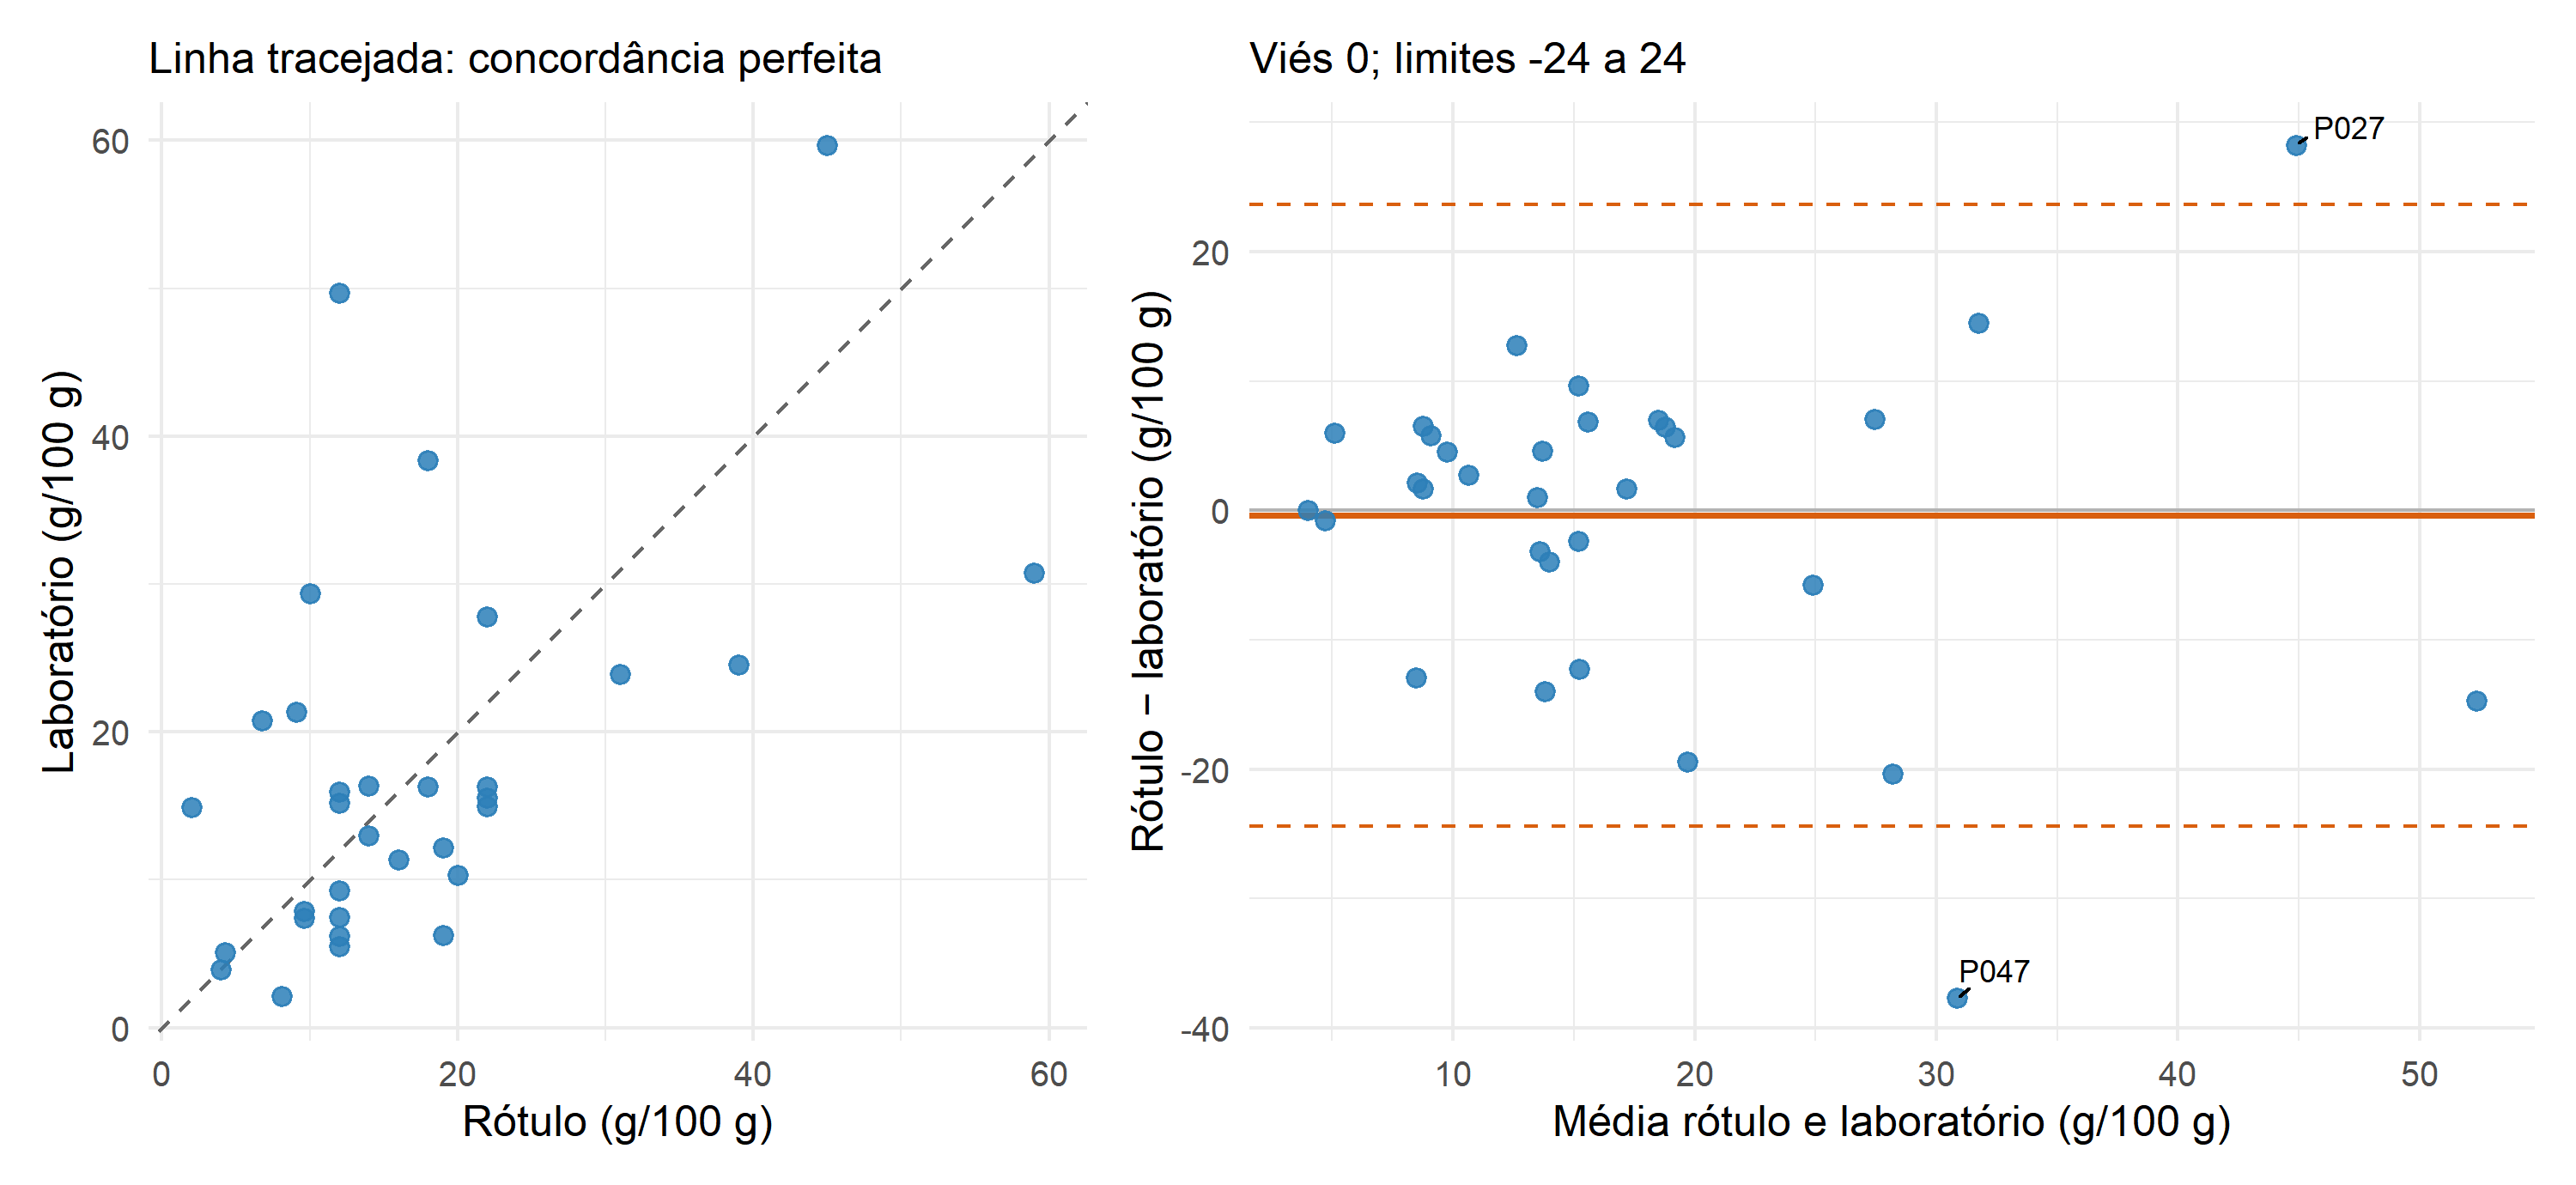 Linha tracejada: concordância perfeita
60
40
20
0
0
20
40
60
Laboratório (g/100 g)
Rótulo (g/100 g)
Viés 0; limites -24 a 24
P027
P047
20
0
-20
-40
10
20
30
40
50
Rótulo − laboratório (g/100 g)
Média rótulo e laboratório (g/100 g)